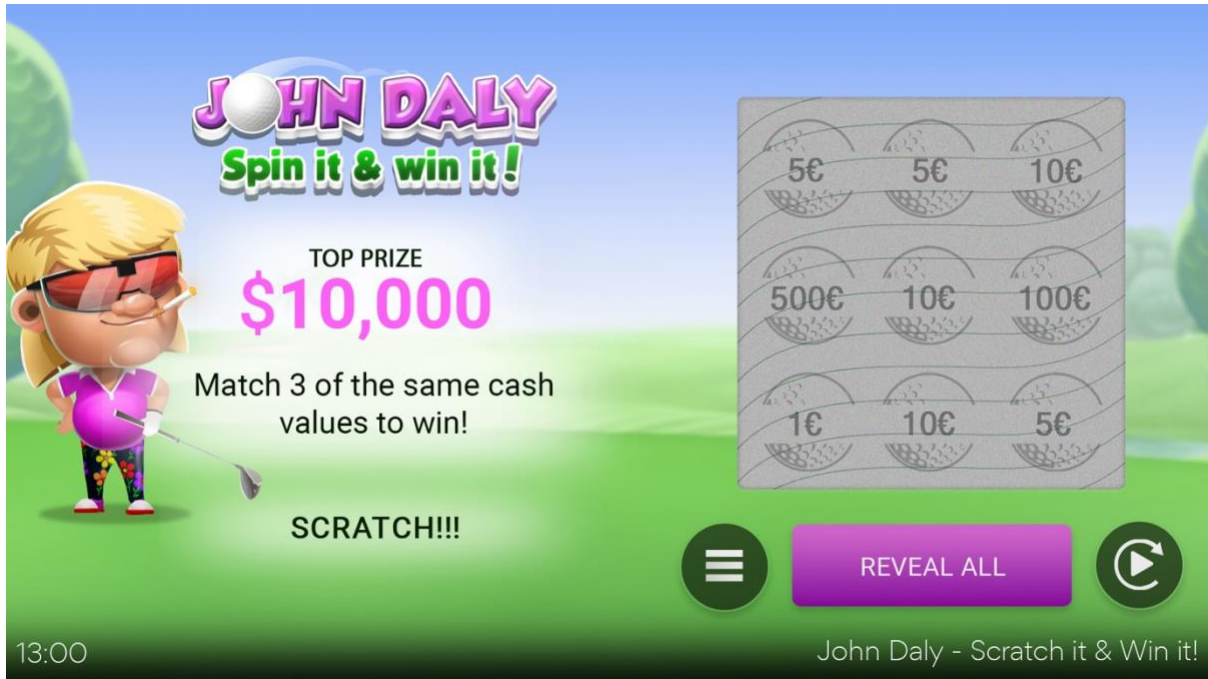 JOHN DALY
Spin it & win it!
TOP PRIZE
$10,000
Match 3 of the same cash
values to win!
SCRATCH!!!
5€ 5€ 10€
500€ 10€ 100€
1€ 10€ 5€
REVEAL ALL
13:00
John Daly - Scratch it & Win it!